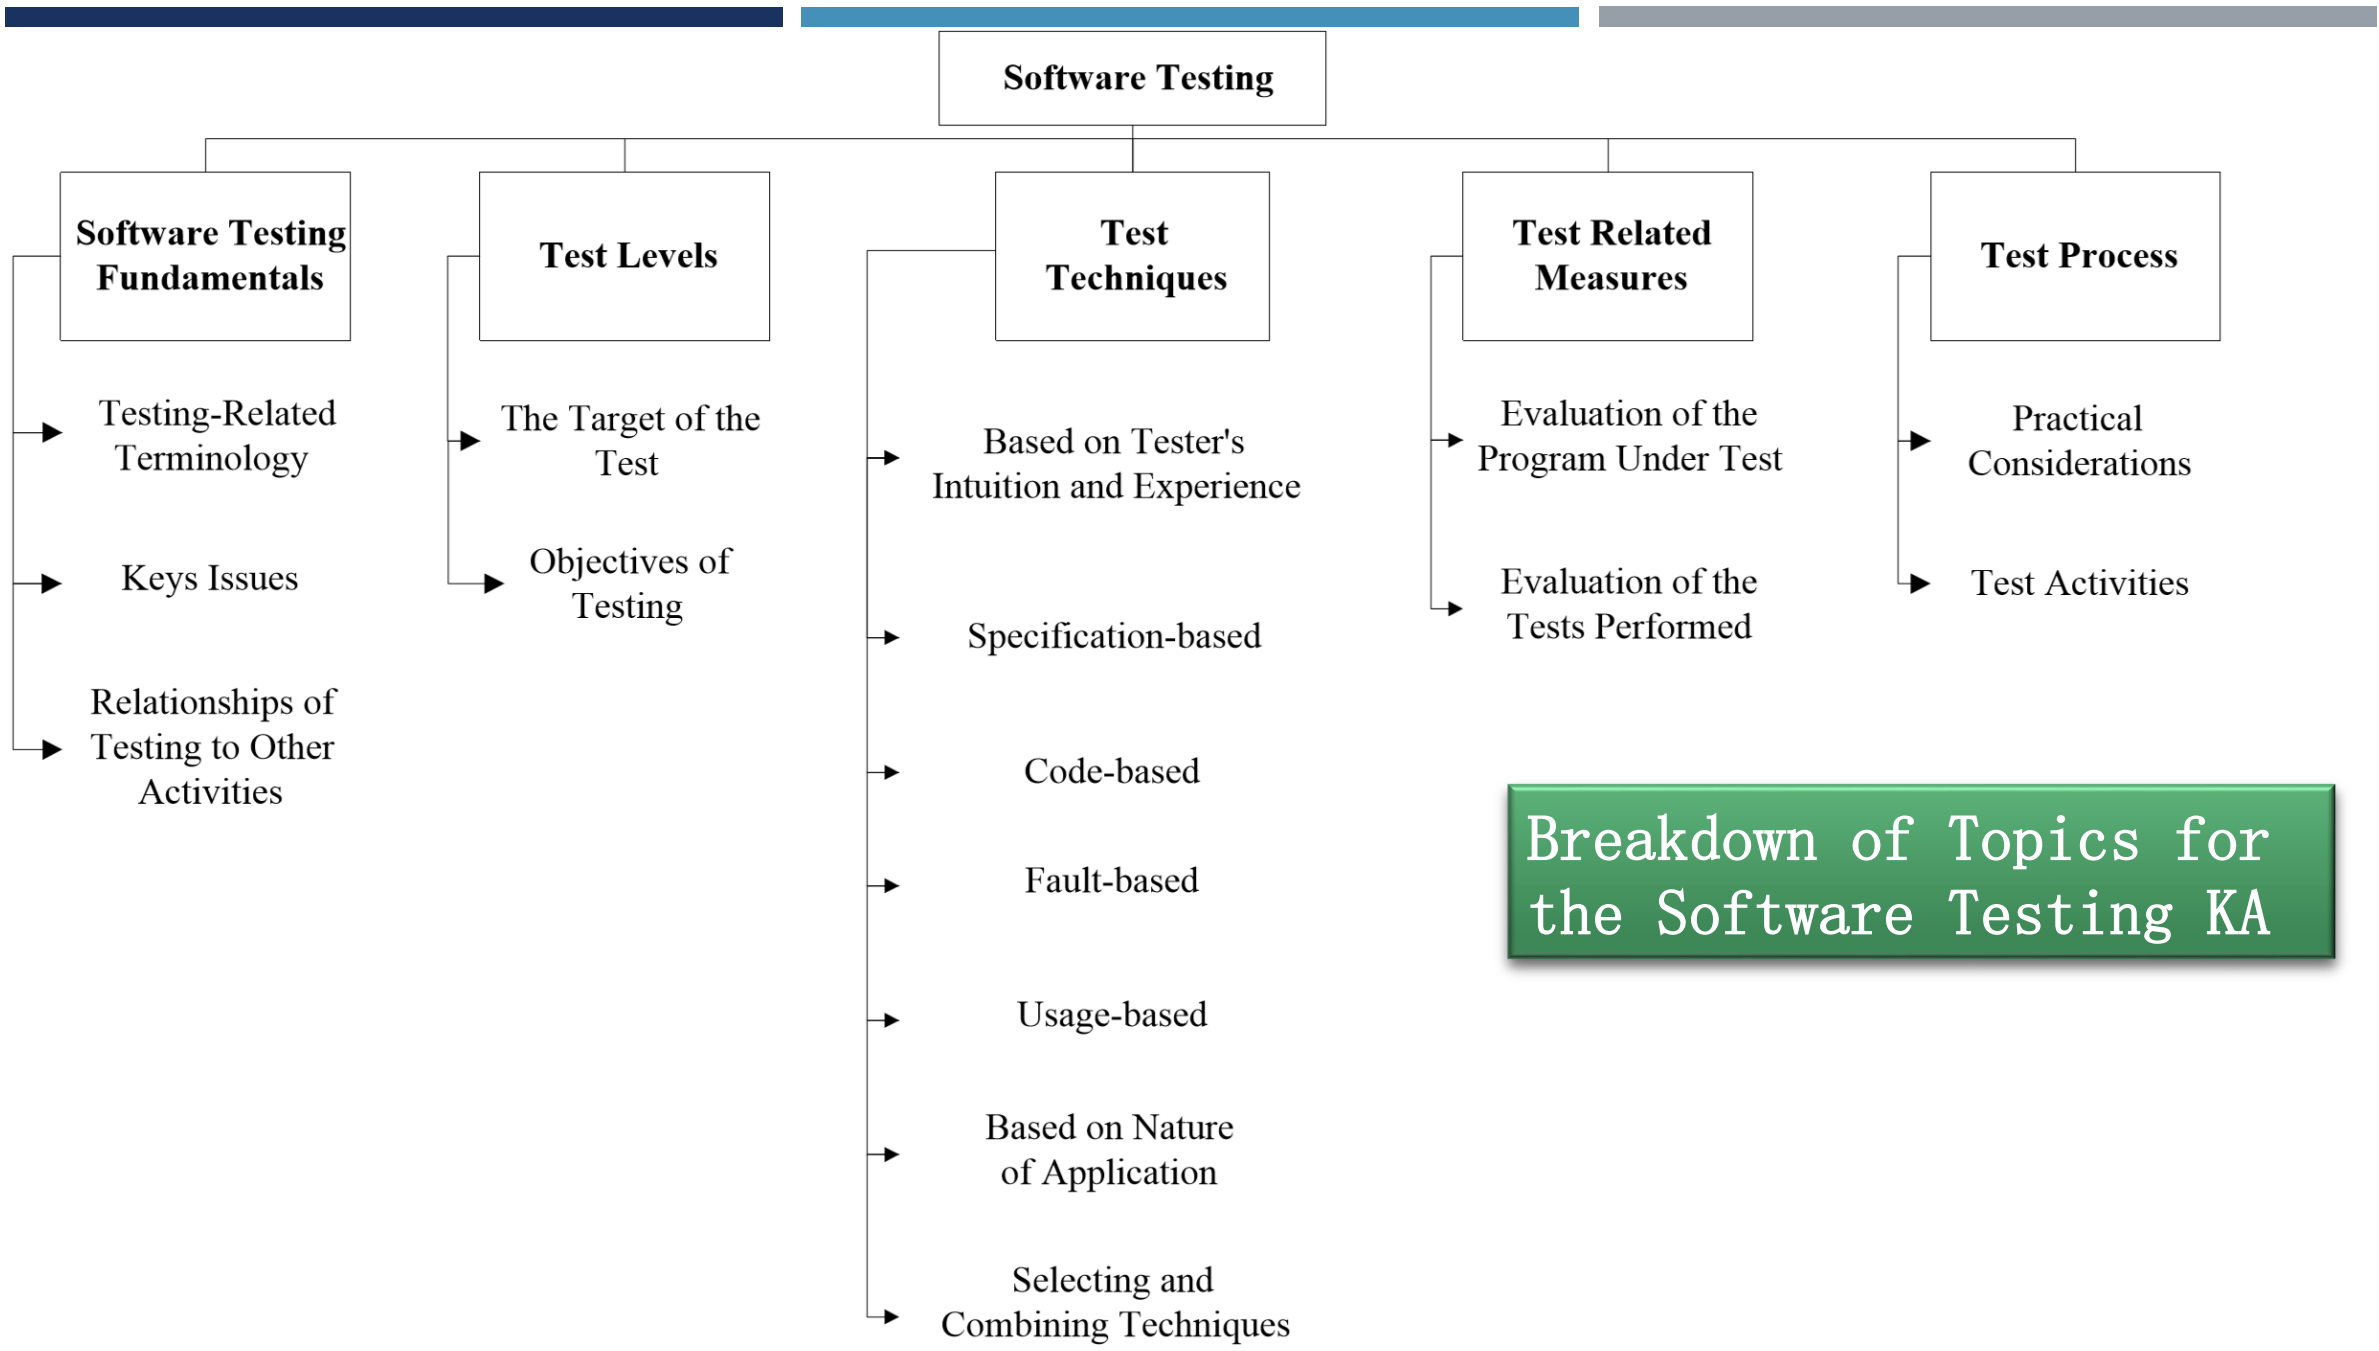 Software Testing
Software Testing
Fundamentals
Testing-Related
Terminology
Keys Issues
Relationships of
Testing to Other
Activities
Test Levels
The Target of the
Test
Objectives of
Testing
Test
Techniques
Based on Tester's
Intuition and Experience
Specification-based
Code-based
Fault-based
Usage-based
Based on Nature
of Application
Selecting and
Combining Techniques
Test Related
Measures
Evaluation of the
Program Under Test
Evaluation of the
Tests Performed
Test Process
Practical
Considerations
Test Activities
Breakdown of Topics for
the Software Testing KA